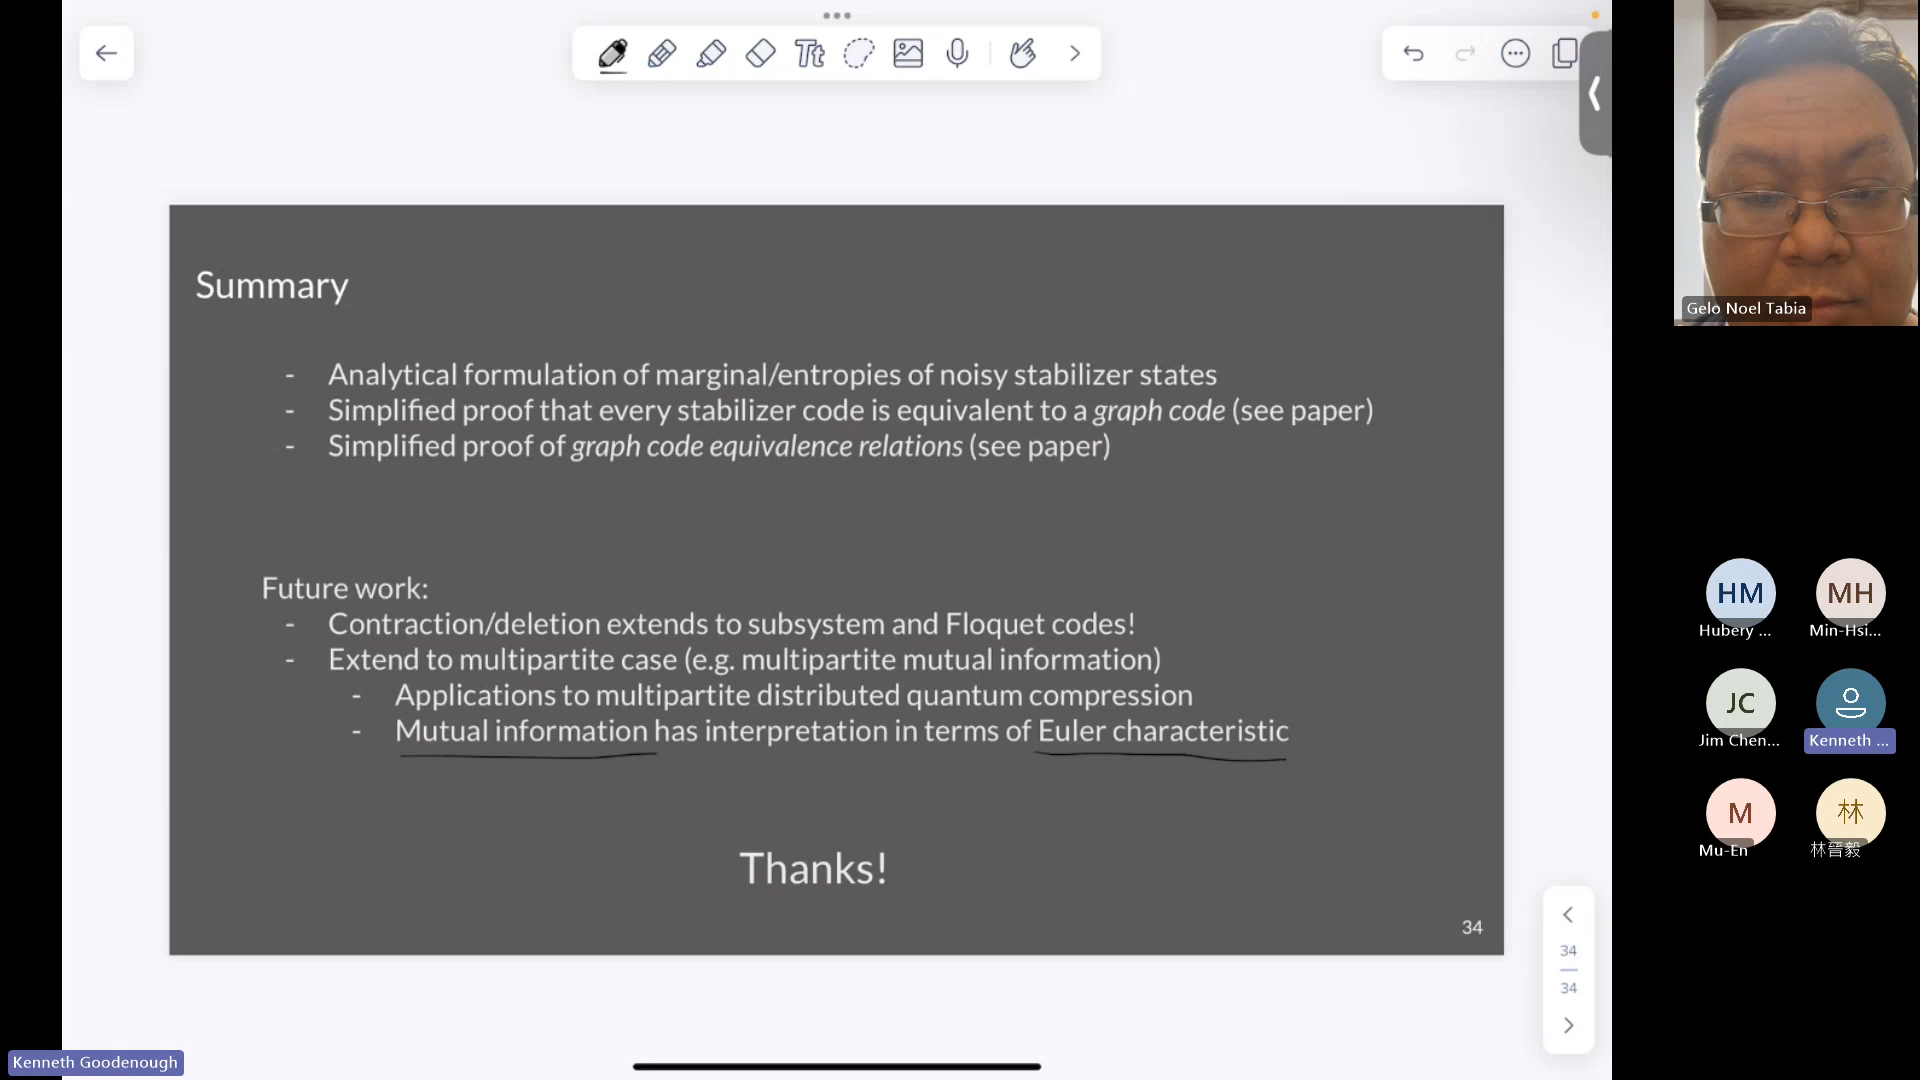 Summary
- Analytical formulation of marginal/entropies of noisy stabilizer states
- Simplified proof that every stabilizer code is equivalent to a graph code (see paper)
- Simplified proof of graph code equivalence relations (see paper)
Future work:
- Contraction/deletion extends to subsystem and Floquet codes!
- Extend to multipartite case (e.g. multipartite mutual information)
- Applications to multipartite distributed quantum compression
- Mutual information has interpretation in terms of Euler characteristic
Thanks!
34
34
34
Kenneth Goodenough
Tt
Gelo Noel Tabia
HM
Hubery ...
MH
Min-Hsi...
JC
Jim Chen...
Kenneth ...
M
Mu-En
林
林晉毅